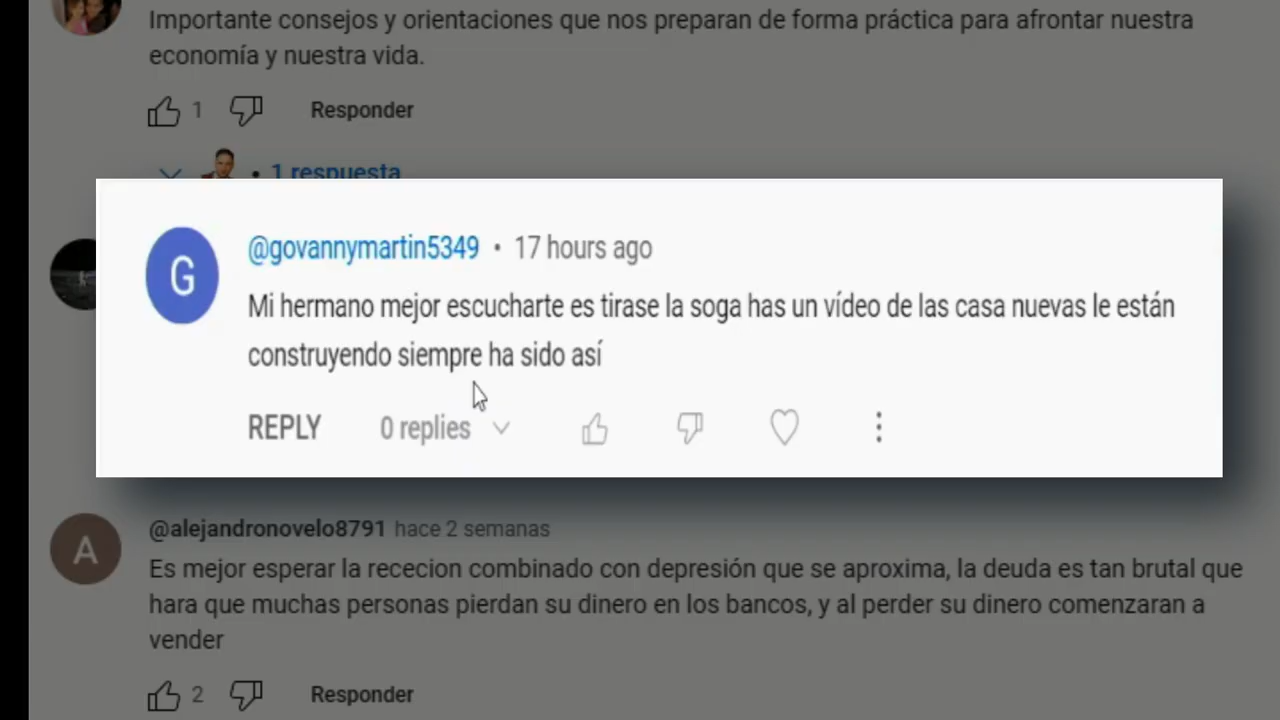 Importante consejos y orientaciones que nos preparan de forma práctica para afrontar nuestra
economía y nuestra vida.
1 Responder
• 1 respuesta
G
@govannymartin5349 • 17 hours ago
Mi hermano mejor escucharte es tirase la soga has un vídeo de las casa nuevas le están
construyendo siempre ha sido así
REPLY 0 replies
A
@alejandronovelo8791 hace 2 semanas
Es mejor esperar la rececion combinado con depresión que se aproxima, la deuda es tan brutal que
hara que muchas personas pierdan su dinero en los bancos, y al perder su dinero comenzaran a
vender
2 Responder